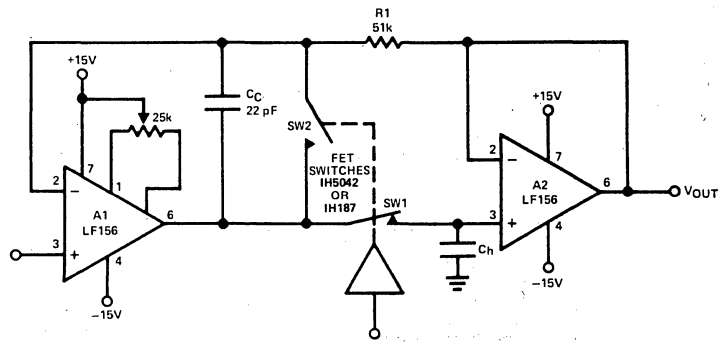 R1
51k
+15V
+15V
25k
CC
22 pF
SW2
FET
SWITCHES
IH5042
OR
IH187
SW1
7
2
−
1
A1
LF156
6
3
+
4
−15V
7
2
−
A2
LF156
6
VOUT
3
+
4
Ch
−15V